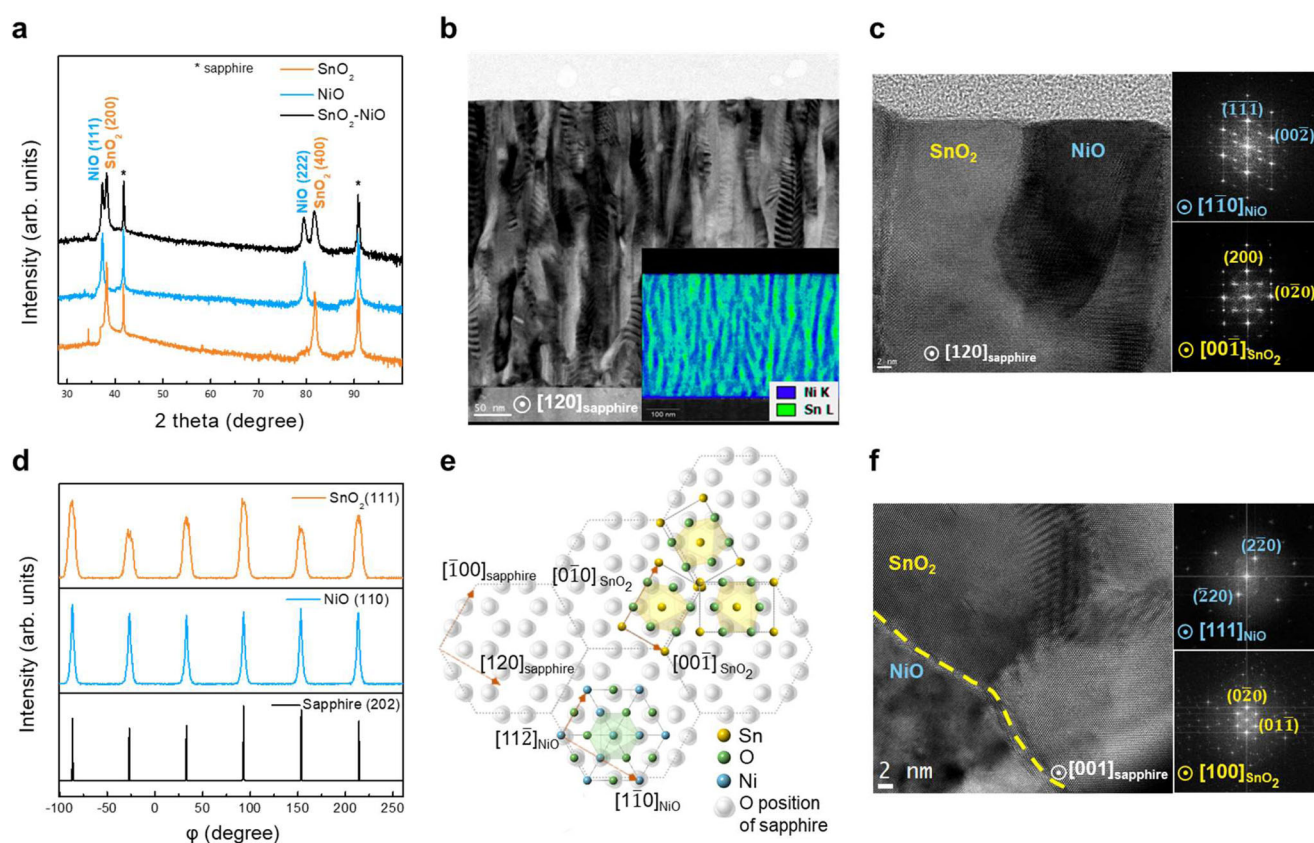 a
* sapphire
SnO₂
NiO
SnO₂-NiO
NiO (111)
SnO₂ (200)
*
NiO (222)
SnO₂ (400)
*
Intensity (arb. units)
30 40 50 60 70 80 90
2 theta (degree)
b
50 nm
⊙ [120]sapphire
100 nm
Ni K
Sn L
c
SnO₂
NiO
2 nm
⊙ [120]sapphire
(1̅1̅1̅)
(002̅)
⊙ [11̅0]NiO
(200)
(02̅0)
⊙ [001̅]SnO₂
d
SnO₂(111)
NiO (110)
Sapphire (202)
Intensity (arb. units)
-100 -50 0 50 100 150 200 250
φ (degree)
e
[1̅00]sapphire
[01̅0]SnO₂
[120]sapphire
[001̅]SnO₂
[112̅]NiO
[11̅0]NiO
Sn
O
Ni
O position
of sapphire
f
SnO₂
NiO
2 nm
⊙[001]sapphire
(22̅0)
(2̅20)
⊙ [111]NiO
(02̅0)
(011̅)
⊙ [100]SnO₂